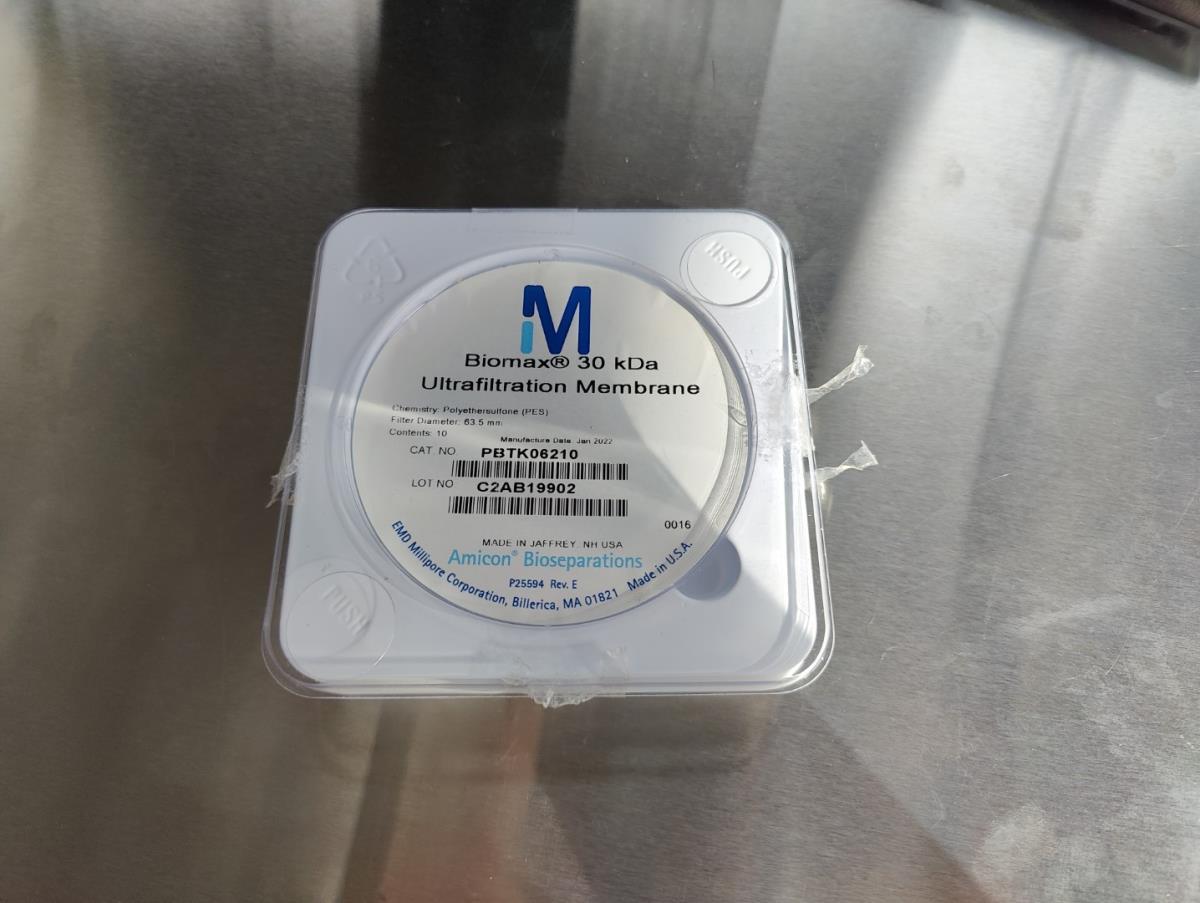 PUSH
M
Biomax® 30 kDa
Ultrafiltration Membrane
Chemistry: Polyethersulfone (PES)
Filter Diameter: 63.5 mm
Contents: 10
Manufacture Date: Jan 2022
CAT. NO PBTK06210
LOT NO C2AB19902
0016
MADE IN JAFFREY, NH USA
Amicon® Bioseparations
P25594 Rev. E
EMD Millipore Corporation, Billerica, MA 01821 Made in U.S.A.
PUSH